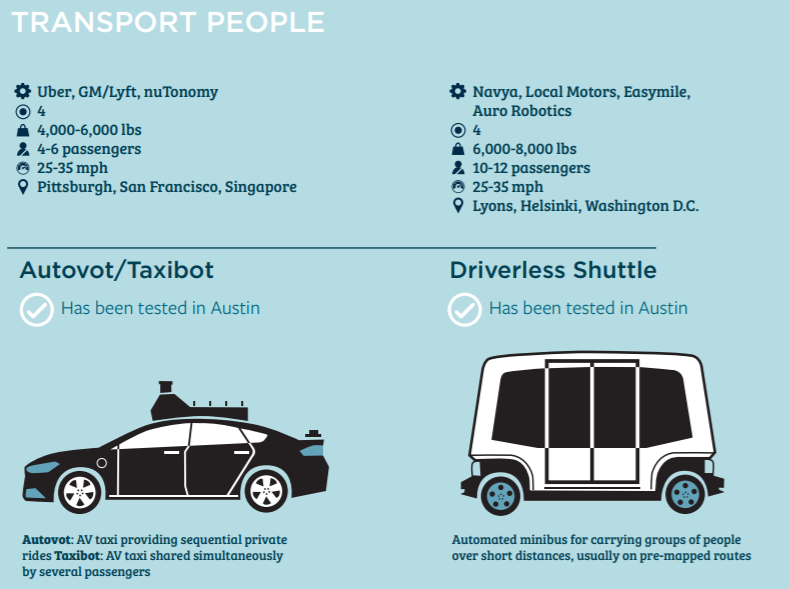 TRANSPORT PEOPLE
Uber, GM/Lyft, nuTonomy
4
4,000-6,000 lbs
4-6 passengers
25-35 mph
Pittsburgh, San Francisco, Singapore
Navya, Local Motors, Easymile,
Auro Robotics
4
6,000-8,000 lbs
10-12 passengers
25-35 mph
Lyons, Helsinki, Washington D.C.
Autovot/Taxibot
Has been tested in Austin
Autovot: AV taxi providing sequential private
rides Taxibot: AV taxi shared simultaneously
by several passengers
Driverless Shuttle
Has been tested in Austin
Automated minibus for carrying groups of people
over short distances, usually on pre-mapped routes